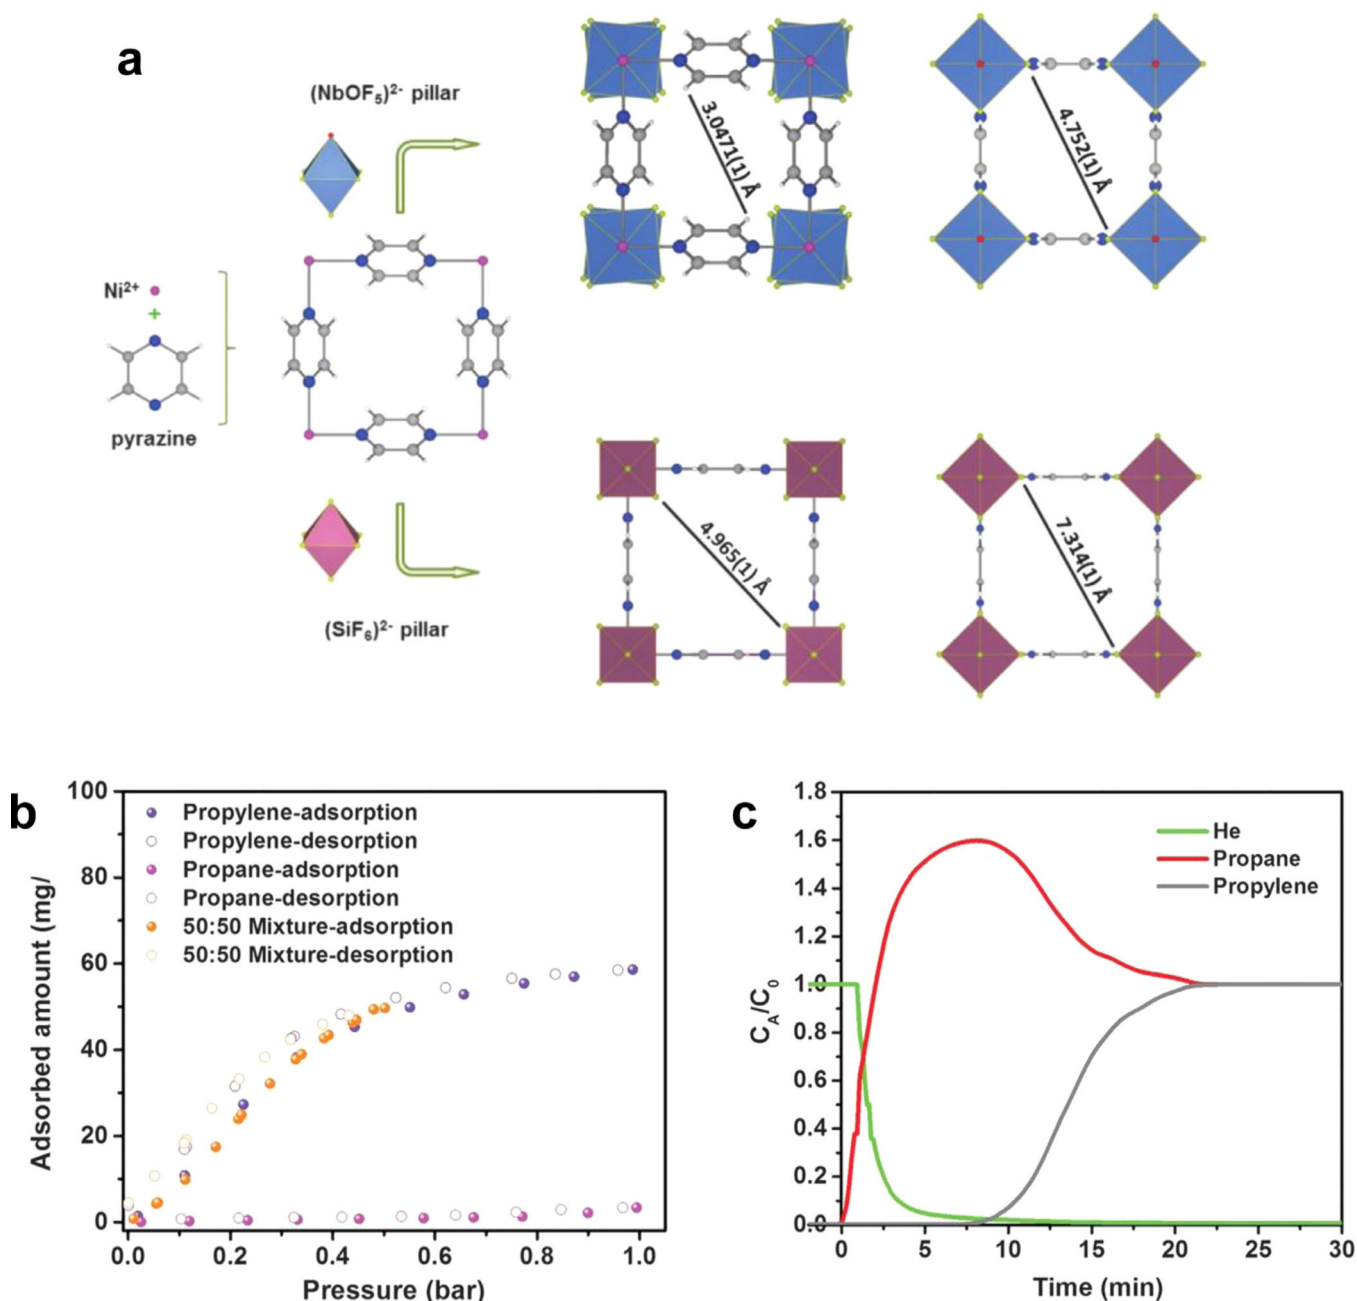 a
(NbOF₅)²⁻ pillar
Ni²⁺
+
pyrazine
(SiF₆)²⁻ pillar
3.0471(1) Å
4.752(1) Å
4.965(1) Å
7.314(1) Å
b
Adsorbed amount (mg/
100
80
60
40
20
0
Propylene-adsorption
Propylene-desorption
Propane-adsorption
Propane-desorption
50:50 Mixture-adsorption
50:50 Mixture-desorption
0.0 0.2 0.4 0.6 0.8 1.0
Pressure (bar)
c
C_A/C₀
1.8
1.6
1.4
1.2
1.0
0.8
0.6
0.4
0.2
0.0
He
Propane
Propylene
0 5 10 15 20 25 30
Time (min)